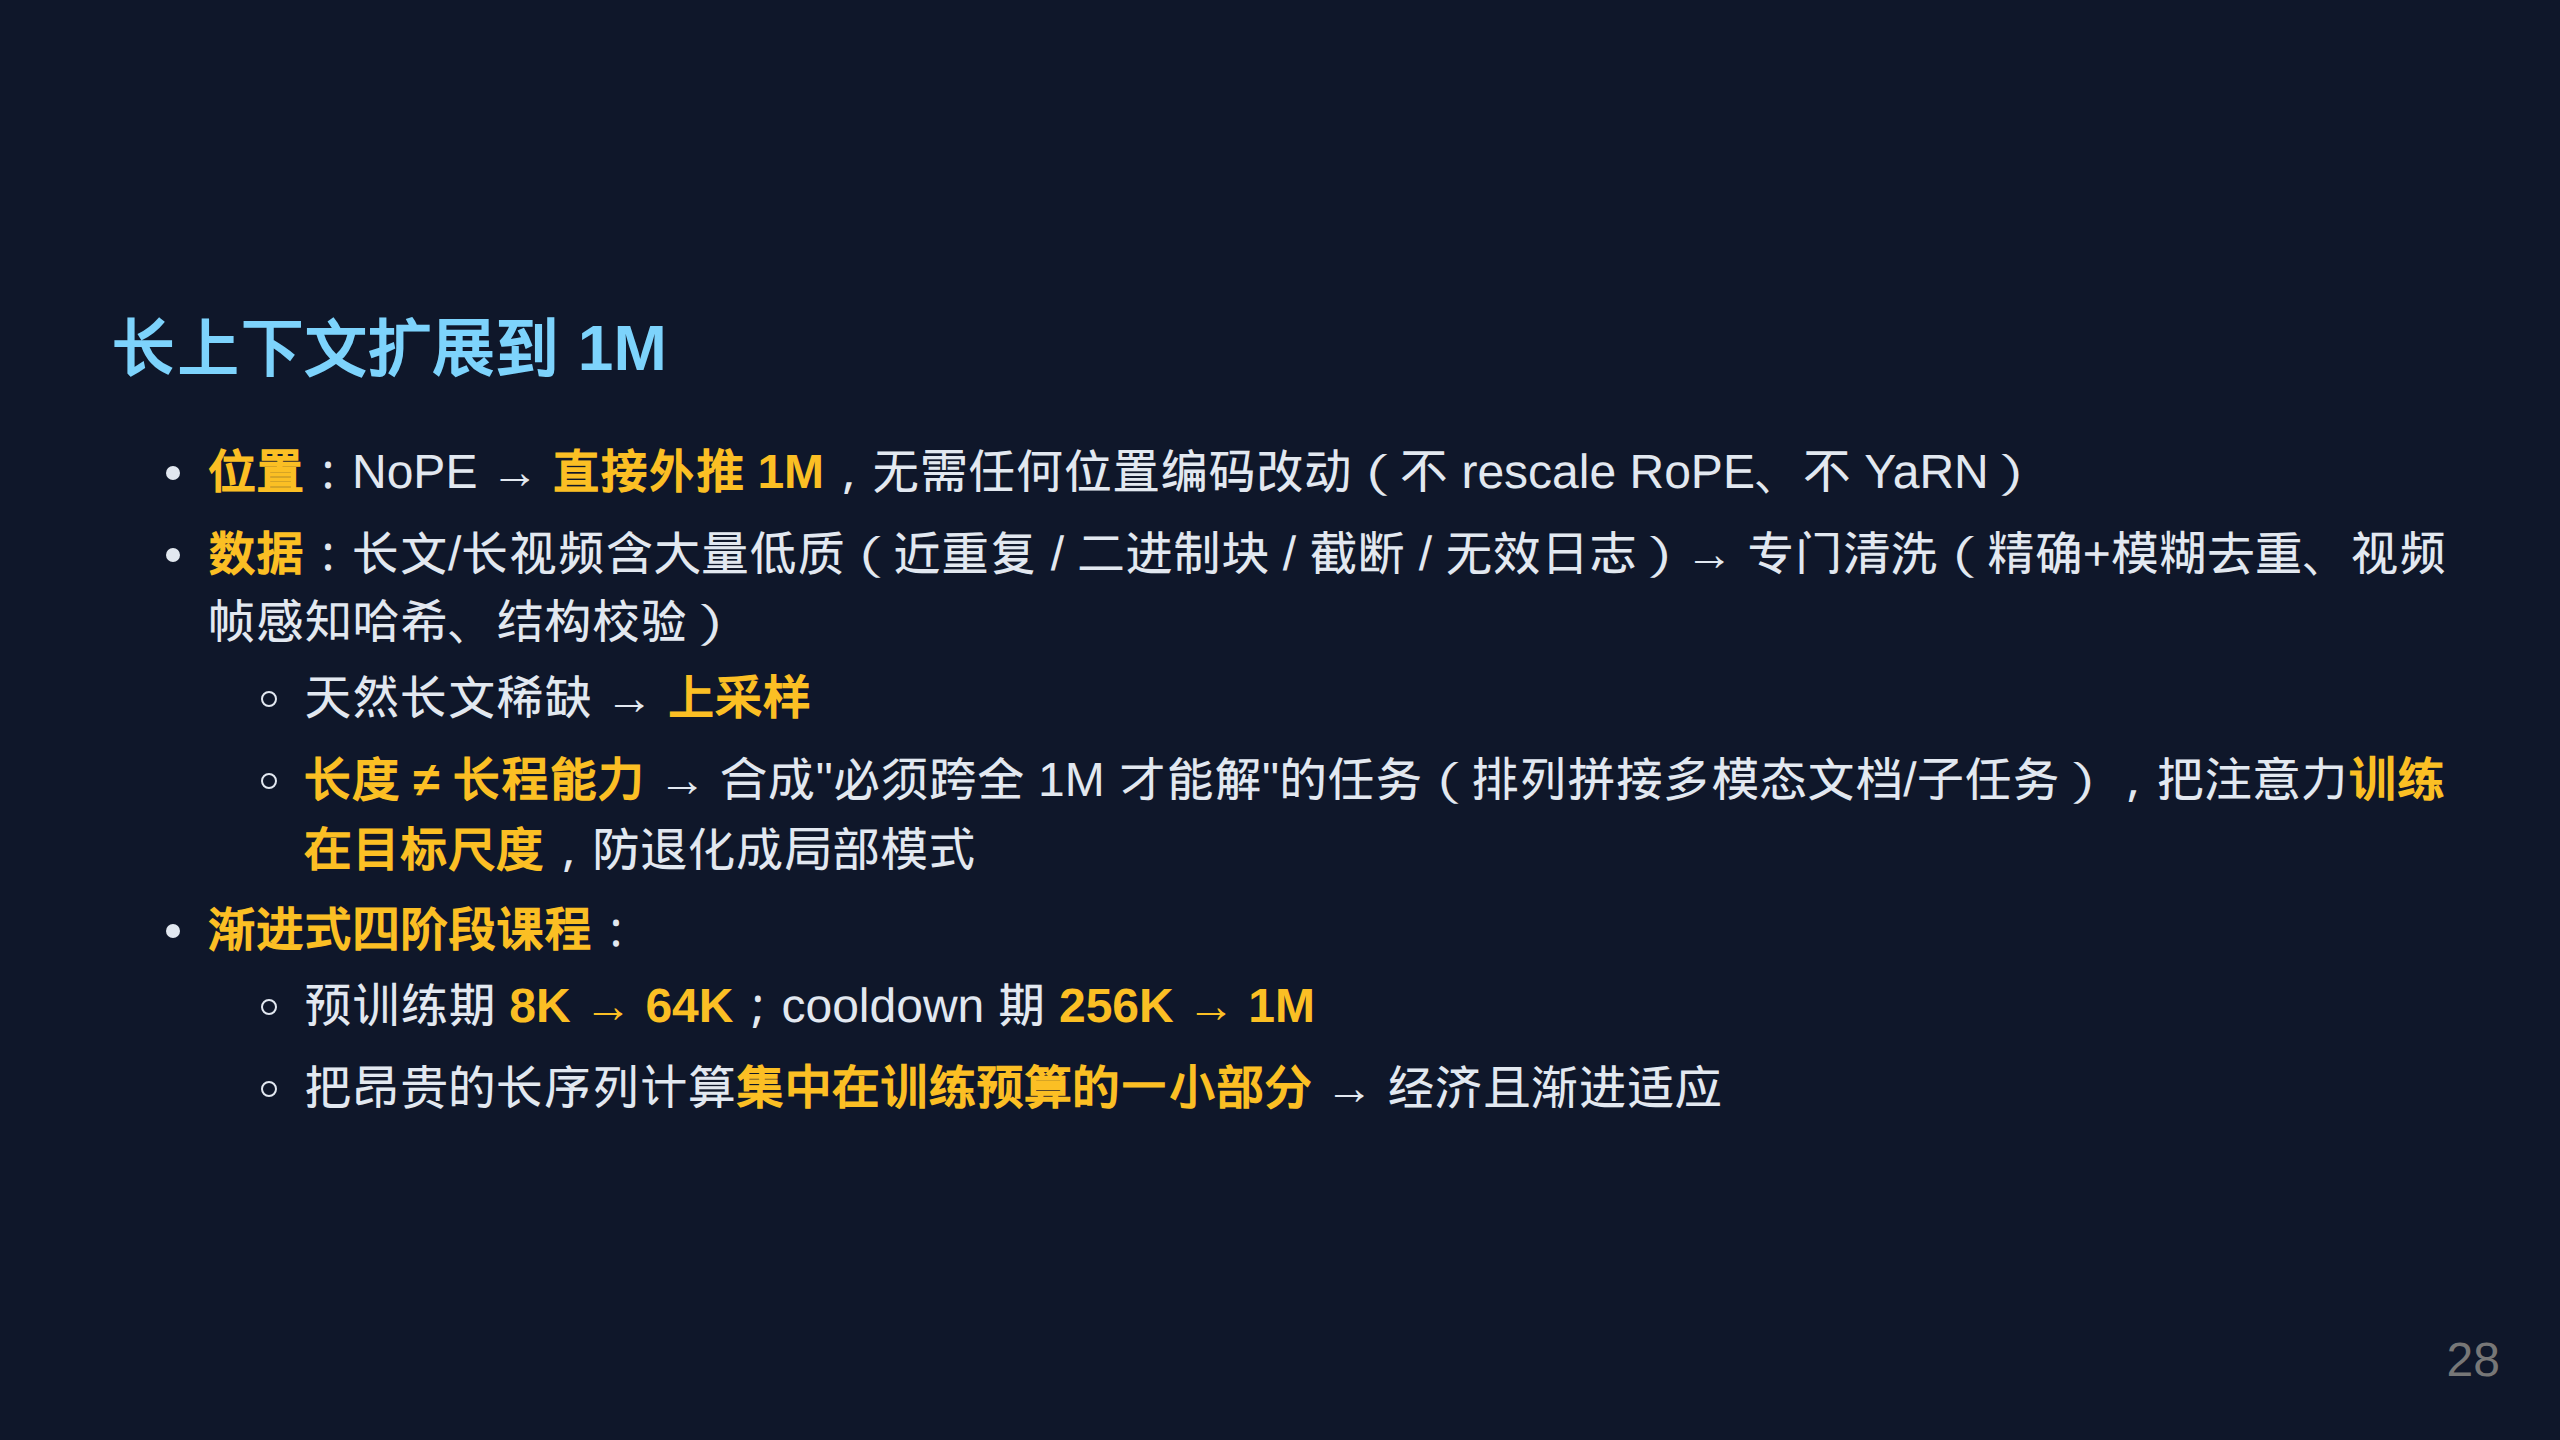 长上下文扩展到 1M
• 位置：NoPE → 直接外推 1M，无需任何位置编码改动（不 rescale RoPE、不 YaRN）
• 数据：长文/长视频含大量低质（近重复 / 二进制块 / 截断 / 无效日志）→ 专门清洗（精确+模糊去重、视频
帧感知哈希、结构校验）
◦ 天然长文稀缺 → 上采样
◦ 长度 ≠ 长程能力 → 合成"必须跨全 1M 才能解"的任务（排列拼接多模态文档/子任务），把注意力训练
在目标尺度，防退化成局部模式
• 渐进式四阶段课程：
◦ 预训练期 8K → 64K；cooldown 期 256K → 1M
◦ 把昂贵的长序列计算集中在训练预算的一小部分 → 经济且渐进适应
28